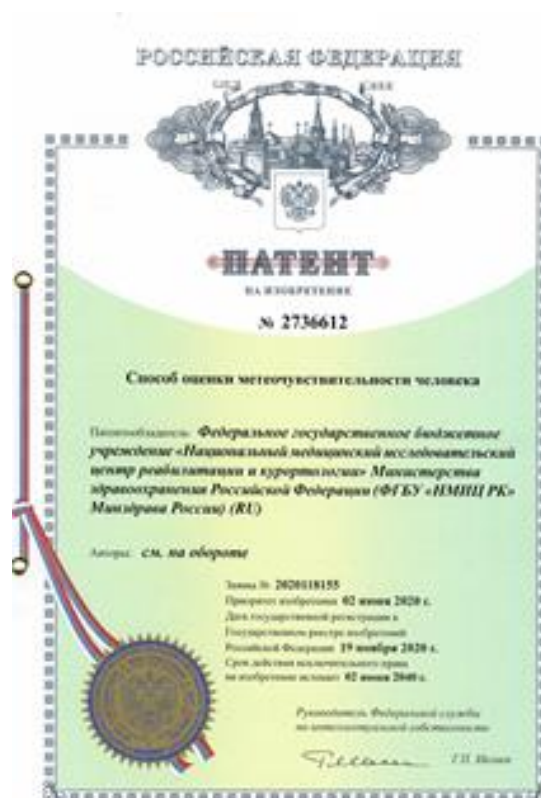 РОССИЙСКАЯ ФЕДЕРАЦИЯ
ПАТЕНТ
НА ИЗОБРЕТЕНИЕ
№ 2736612
Способ оценки метеочувствительности человека
Патентообладатель: Федеральное государственное бюджетное
учреждение «Национальный медицинский исследовательский
центр реабилитации и курортологии» Министерства
здравоохранения Российской Федерации (ФГБУ «НМИЦ РК»
Минздрава России) (RU)
Авторы: см. на обороте
Заявка № 2020118155
Приоритет изобретения 02 июня 2020 г.
Дата государственной регистрации в
Государственном реестре изобретений
Российской Федерации 19 ноября 2020 г.
Срок действия исключительного права
на изобретение истекает 02 июня 2040 г.
Руководитель Федеральной службы
по интеллектуальной собственности
Г.П. Ивлиев